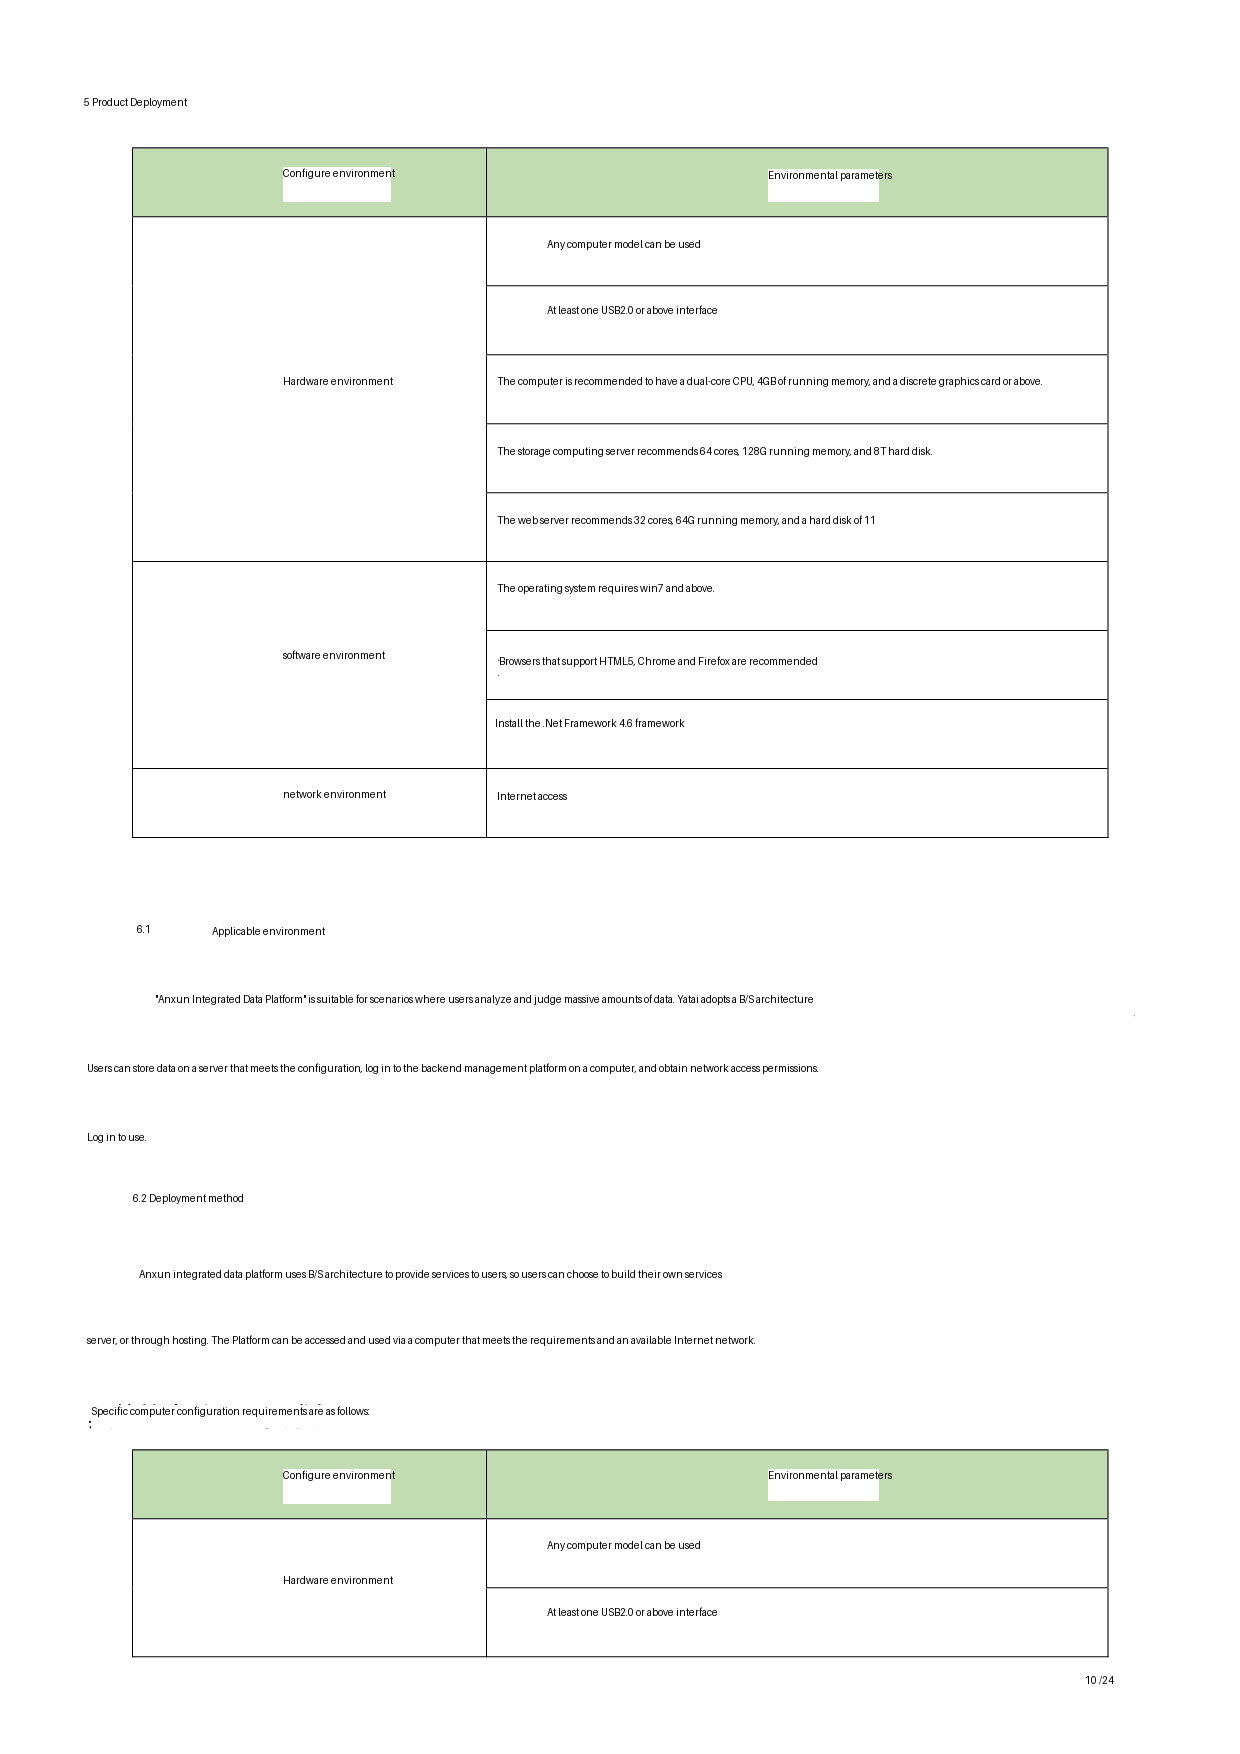 5 Product Deployment
Configure environment
Environmental parameters
Any computer model can be used
At least one USB2.0 or above interface
Hardware environment
The computer is recommended to have a dual-core CPU, 4GB of running memory, and a discrete graphics card or above.
The storage computing server recommends 64 cores, 128G running memory, and 8T hard disk.
The web server recommends 32 cores, 64G running memory, and a hard disk of 11
The operating system requires win7 and above.
software environment
Browsers that support HTML5, Chrome and Firefox are recommended
Install the .Net Framework 4.6 framework
network environment
Internet access
6.1 Applicable environment
"Anxun Integrated Data Platform" is suitable for scenarios where users analyze and judge massive amounts of data. Yatai adopts a B/S architecture
Users can store data on a server that meets the configuration, log in to the backend management platform on a computer, and obtain network access permissions.
Log in to use.
6.2 Deployment method
Anxun integrated data platform uses B/S architecture to provide services to users, so users can choose to build their own services
server, or through hosting. The Platform can be accessed and used via a computer that meets the requirements and an available Internet network.
Specific computer configuration requirements are as follows:
Configure environment
Environmental parameters
Any computer model can be used
Hardware environment
At least one USB2.0 or above interface
10 /24